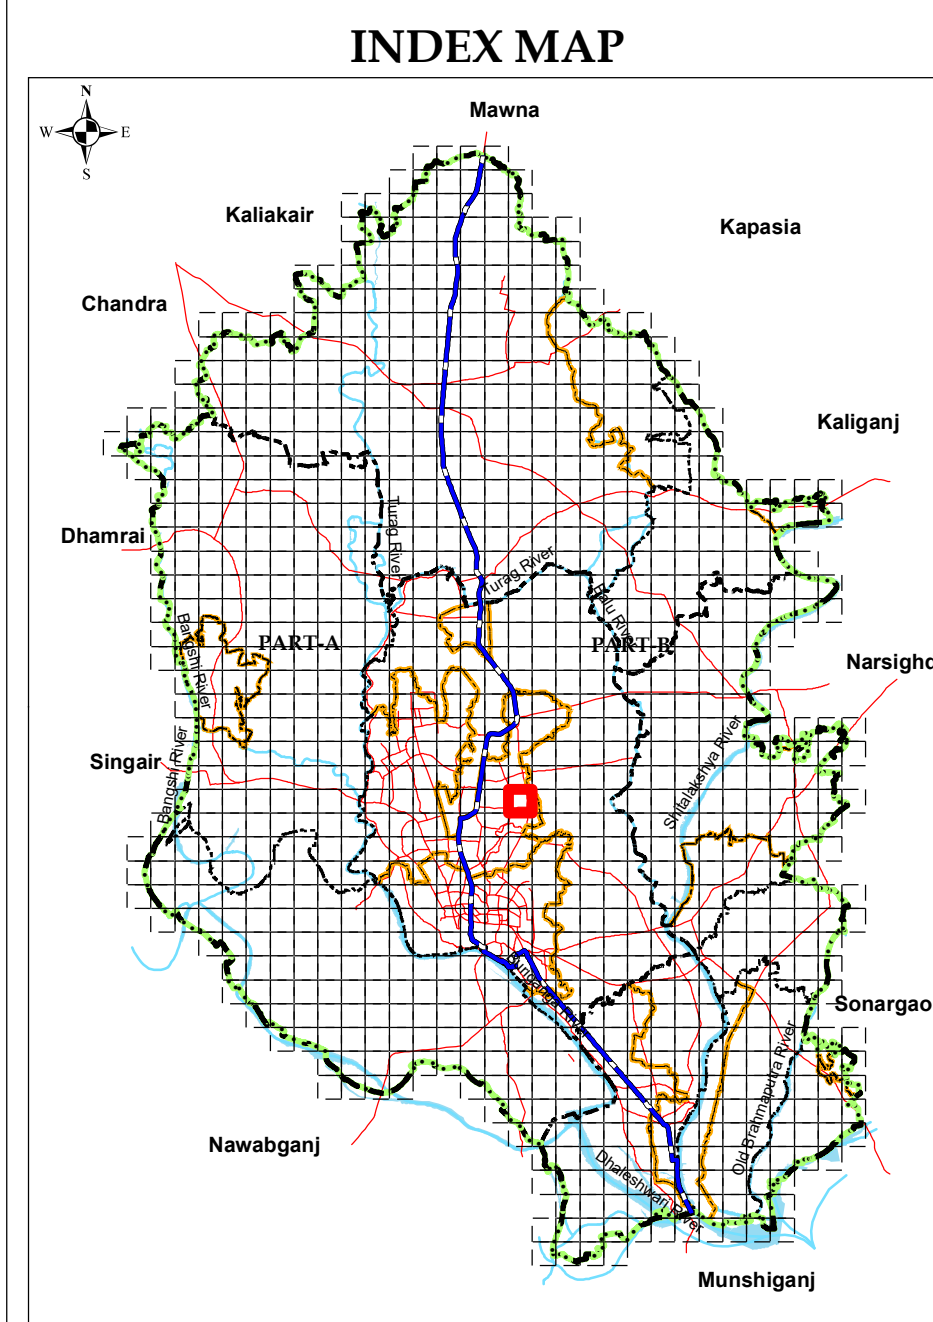 INDEX MAP
N
W E
S
Mawna
Kaliakair
Kapasia
Chandra
Kaliganj
Dhamrai
Turag River
Turag River
Balu River
Bangshi River
PART-A
PART-B
Narsighd
Singair
Bangshi River
Shitalakshya River
Buriganga River
Sonargao
Old Brahmaputra River
Nawabganj
Dhaleshwari River
Munshiganj